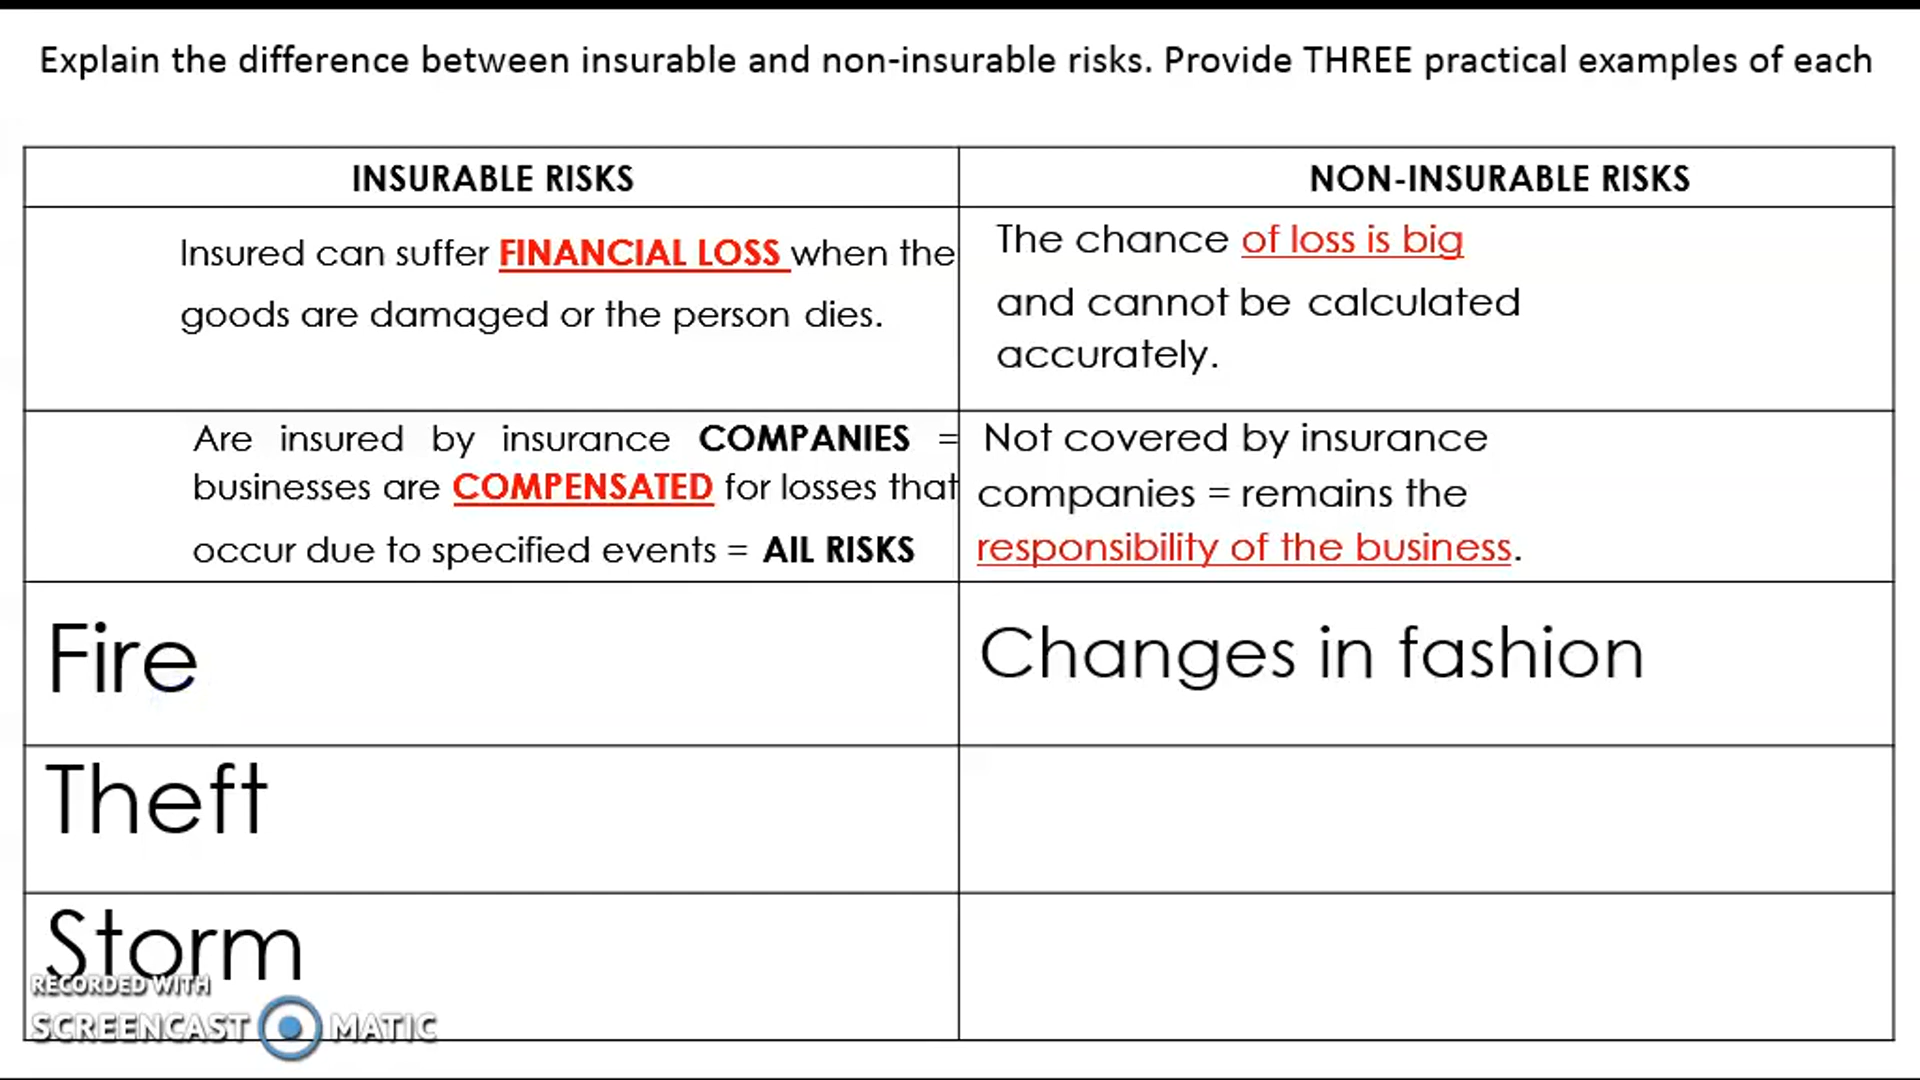 Explain the difference between insurable and non-insurable risks. Provide THREE practical examples of each
INSURABLE RISKS
NON-INSURABLE RISKS
Insured can suffer FINANCIAL LOSS when the
goods are damaged or the person dies.
The chance of loss is big
and cannot be calculated
accurately.
Are insured by insurance COMPANIES =
businesses are COMPENSATED for losses that
occur due to specified events = AIL RISKS
Not covered by insurance
companies = remains the
responsibility of the business.
Fire
Changes in fashion
Theft
Storm
RECORDED WITH
SCREENCAST MATIC